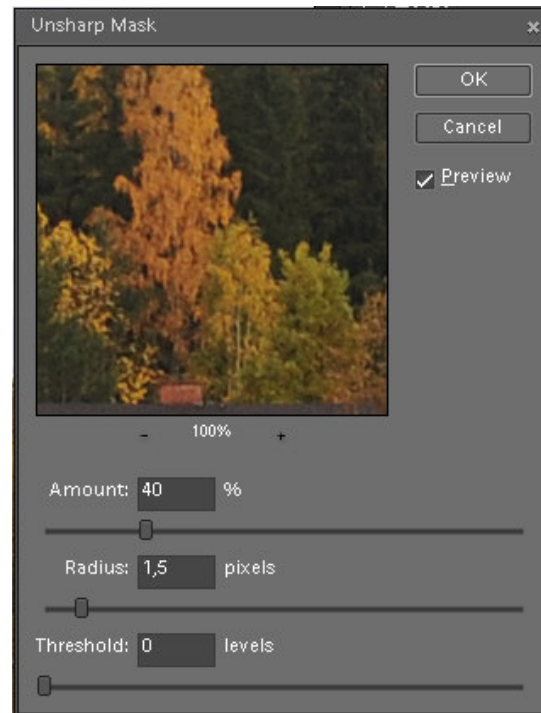 Unsharp Mask
OK
Cancel
Preview
- 100% +
Amount: 40 %
Radius: 1,5 pixels
Threshold: 0 levels